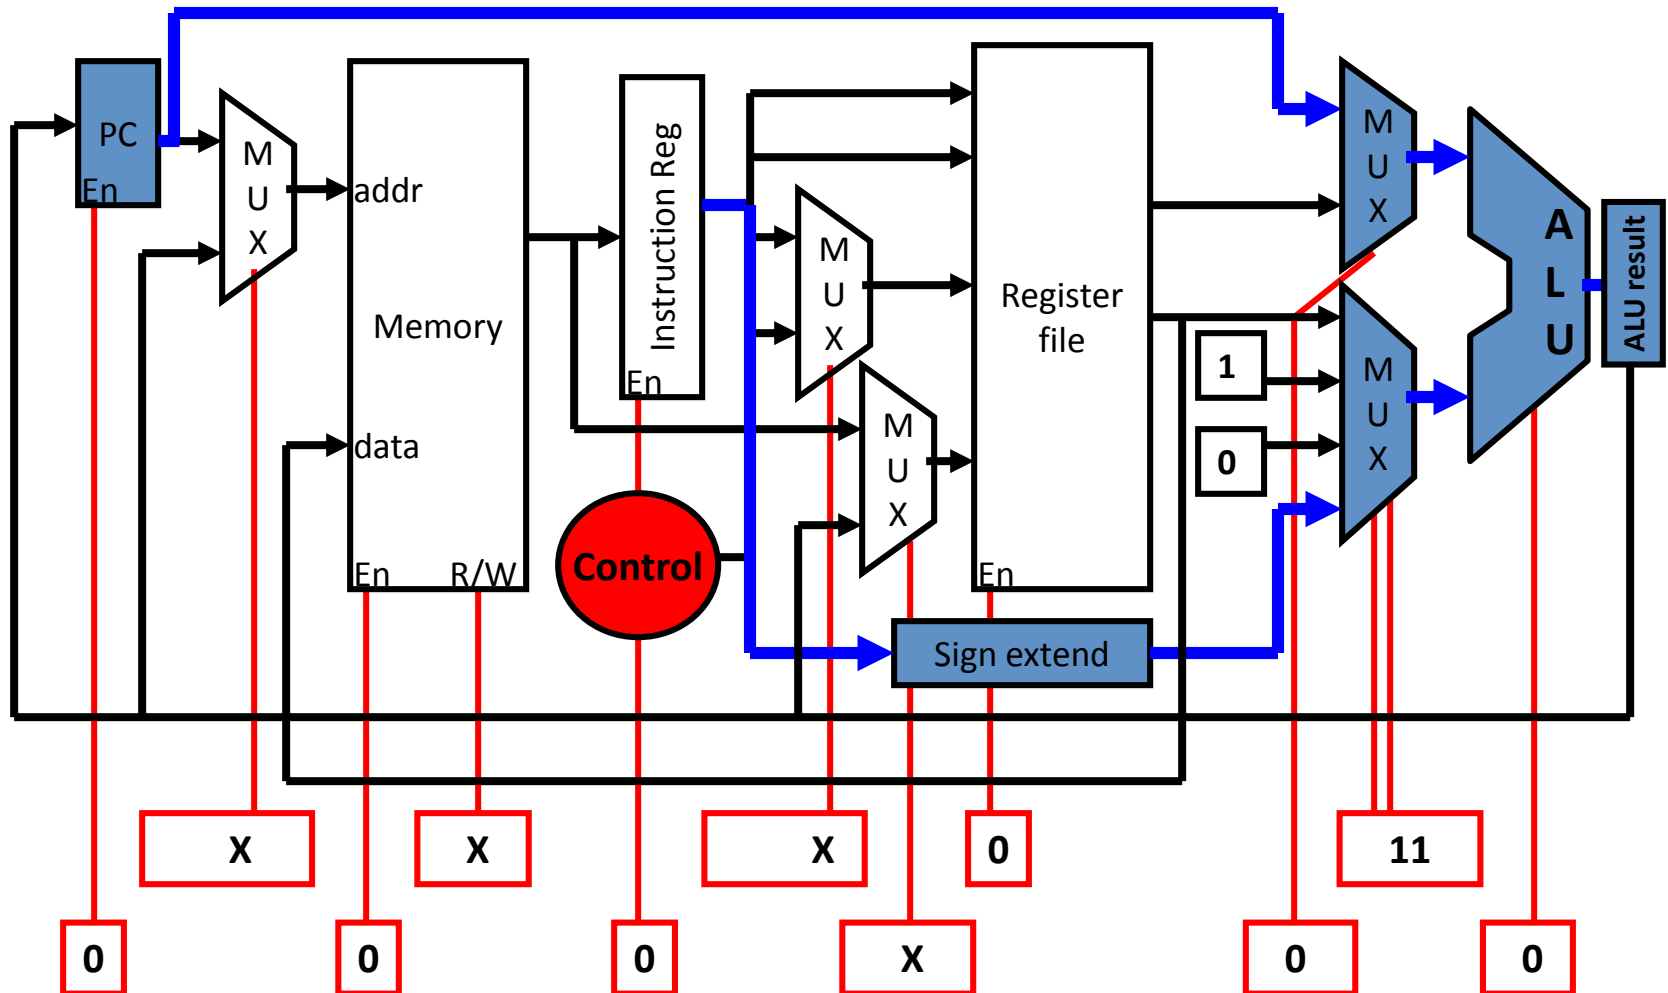 PC
En
M
U
X
addr
Memory
data
En
R/W
Instruction Reg
En
Control
M
U
X
M
U
X
Register
file
En
Sign extend
1
0
M
U
X
M
U
X
A
L
U
ALU result
X
X
X
0
11
0
0
0
X
0
0